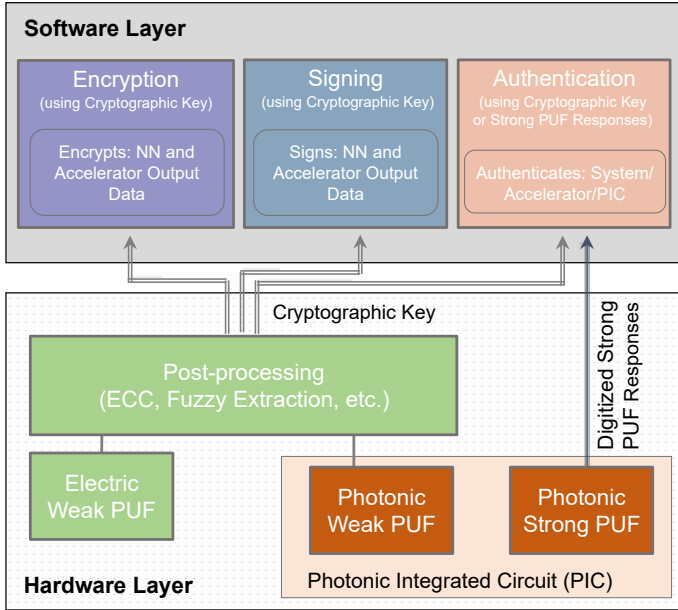 Software Layer
Encryption
(using Cryptographic Key)
Encrypts: NN and
Accelerator Output
Data
Signing
(using Cryptographic Key)
Signs: NN and
Accelerator Output
Data
Authentication
(using Cryptographic Key
or Strong PUF Responses)
Authenticates: System/
Accelerator/PIC
Cryptographic Key
Digitized Strong
PUF Responses
Post-processing
(ECC, Fuzzy Extraction, etc.)
Electric
Weak PUF
Photonic
Weak PUF
Photonic
Strong PUF
Hardware Layer
Photonic Integrated Circuit (PIC)